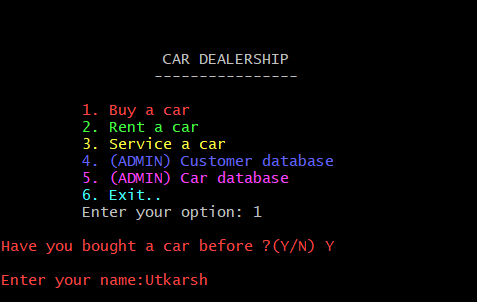 CAR DEALERSHIP
----------------
1. Buy a car
2. Rent a car
3. Service a car
4. (ADMIN) Customer database
5. (ADMIN) Car database
6. Exit..
Enter your option: 1
Have you bought a car before ?(Y/N) Y
Enter your name:Utkarsh